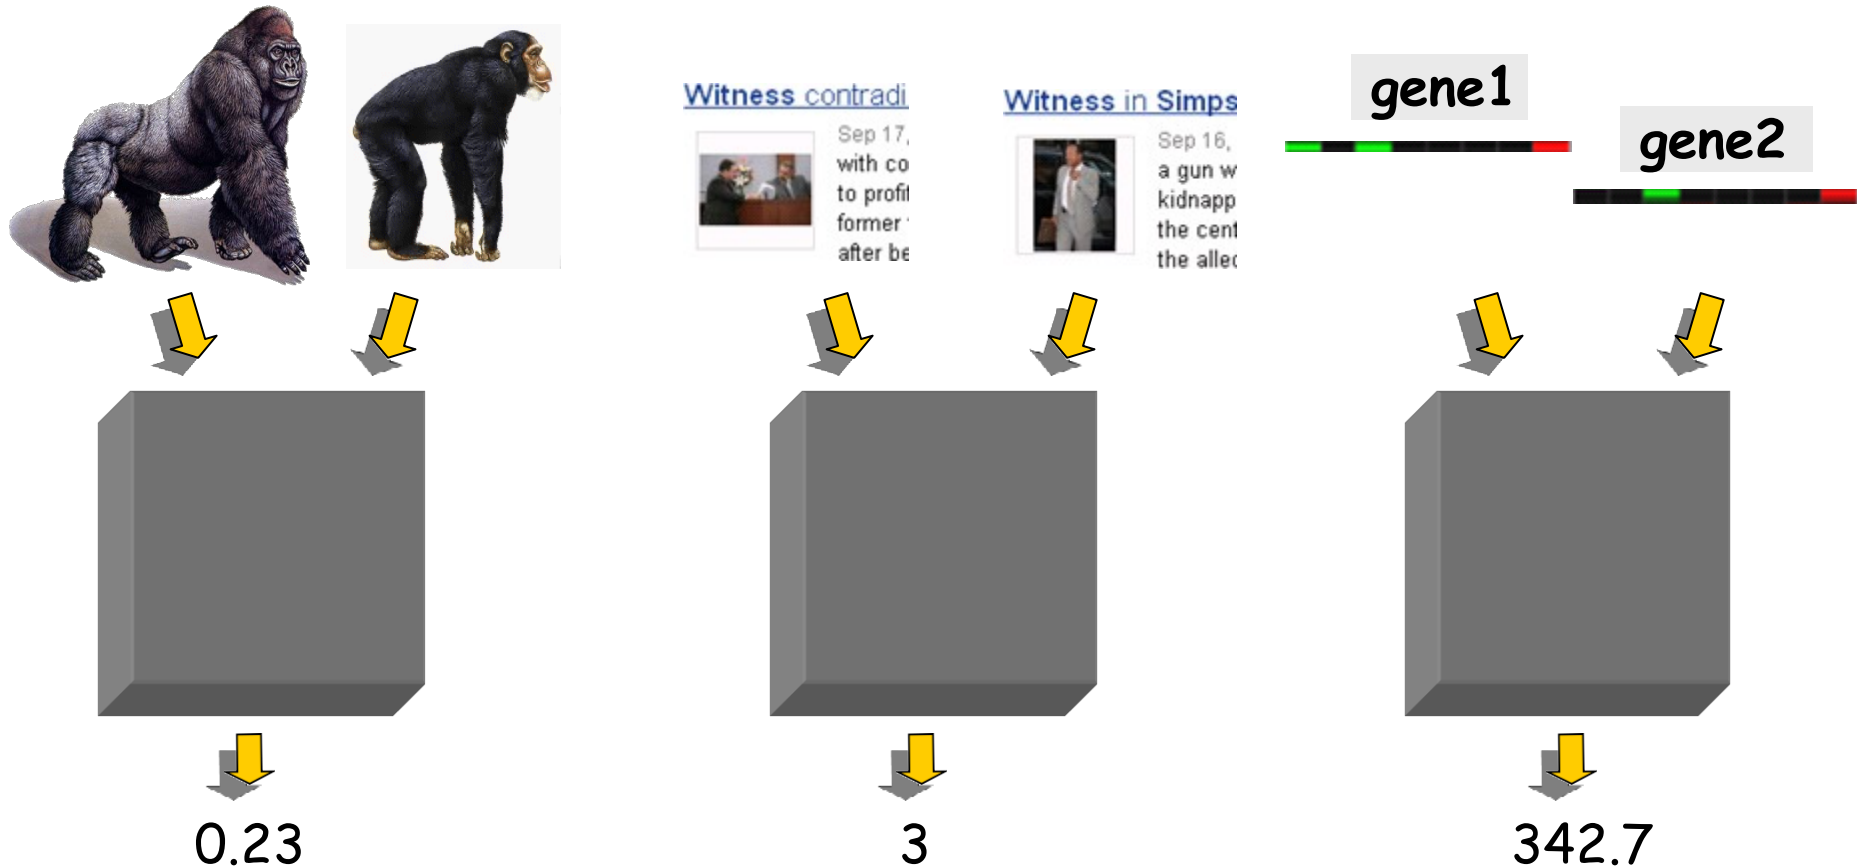 Witness contradi
Sep 17,
with co
to profi
former
after be
Witness in Simps
Sep 16,
a gun w
kidnapp
the cent
the alleg
gene1
gene2
0.23
3
342.7